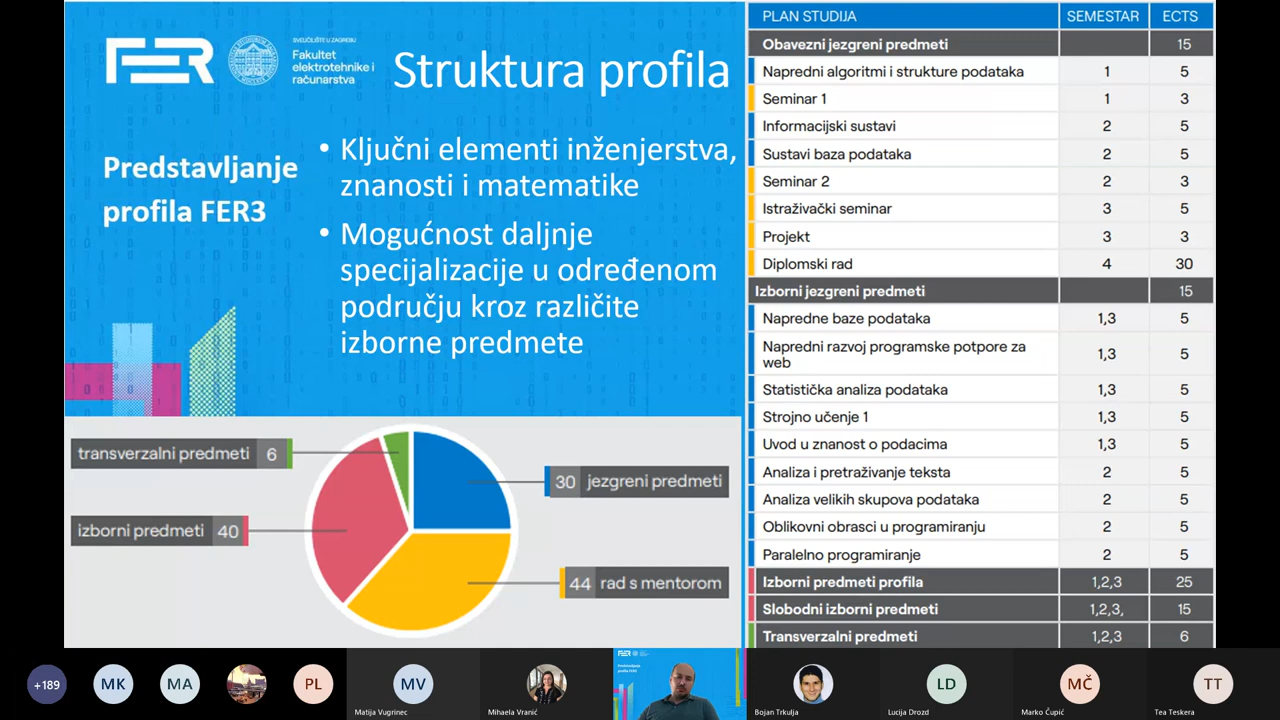 FER
SVEUČILIŠTE U ZAGREBU
Fakultet
elektrotehnike i
računarstva
Struktura profila
Predstavljanje
profila FER3
• Ključni elementi inženjerstva,
znanosti i matematike
• Mogućnost daljnje
specijalizacije u određenom
području kroz različite
izborne predmete
transverzalni predmeti 6
izborni predmeti 40
30 jezgreni predmeti
44 rad s mentorom
PLAN STUDIJA SEMESTAR ECTS
Obavezni jezgreni predmeti 15
Napredni algoritmi i strukture podataka 1 5
Seminar 1 1 3
Informacijski sustavi 2 5
Sustavi baza podataka 2 5
Seminar 2 2 3
Istraživački seminar 3 5
Projekt 3 3
Diplomski rad 4 30
Izborni jezgreni predmeti 15
Napredne baze podataka 1,3 5
Napredni razvoj programske potpore za
web 1,3 5
Statistička analiza podataka 1,3 5
Strojno učenje 1 1,3 5
Uvod u znanost o podacima 1,3 5
Analiza i pretraživanje teksta 2 5
Analiza velikih skupova podataka 2 5
Oblikovni obrasci u programiranju 2 5
Paralelno programiranje 2 5
Izborni predmeti profila 1,2,3 25
Slobodni izborni predmeti 1,2,3, 15
Transverzalni predmeti 1,2,3 6
+189 MK MA PL MV LD MČ TT
FER
Predstavljanje
profila FER3
Matija Vugrinec Mihaela Vranić Bojan Trkulja Lucija Drozd Marko Čupić Tea Teskera